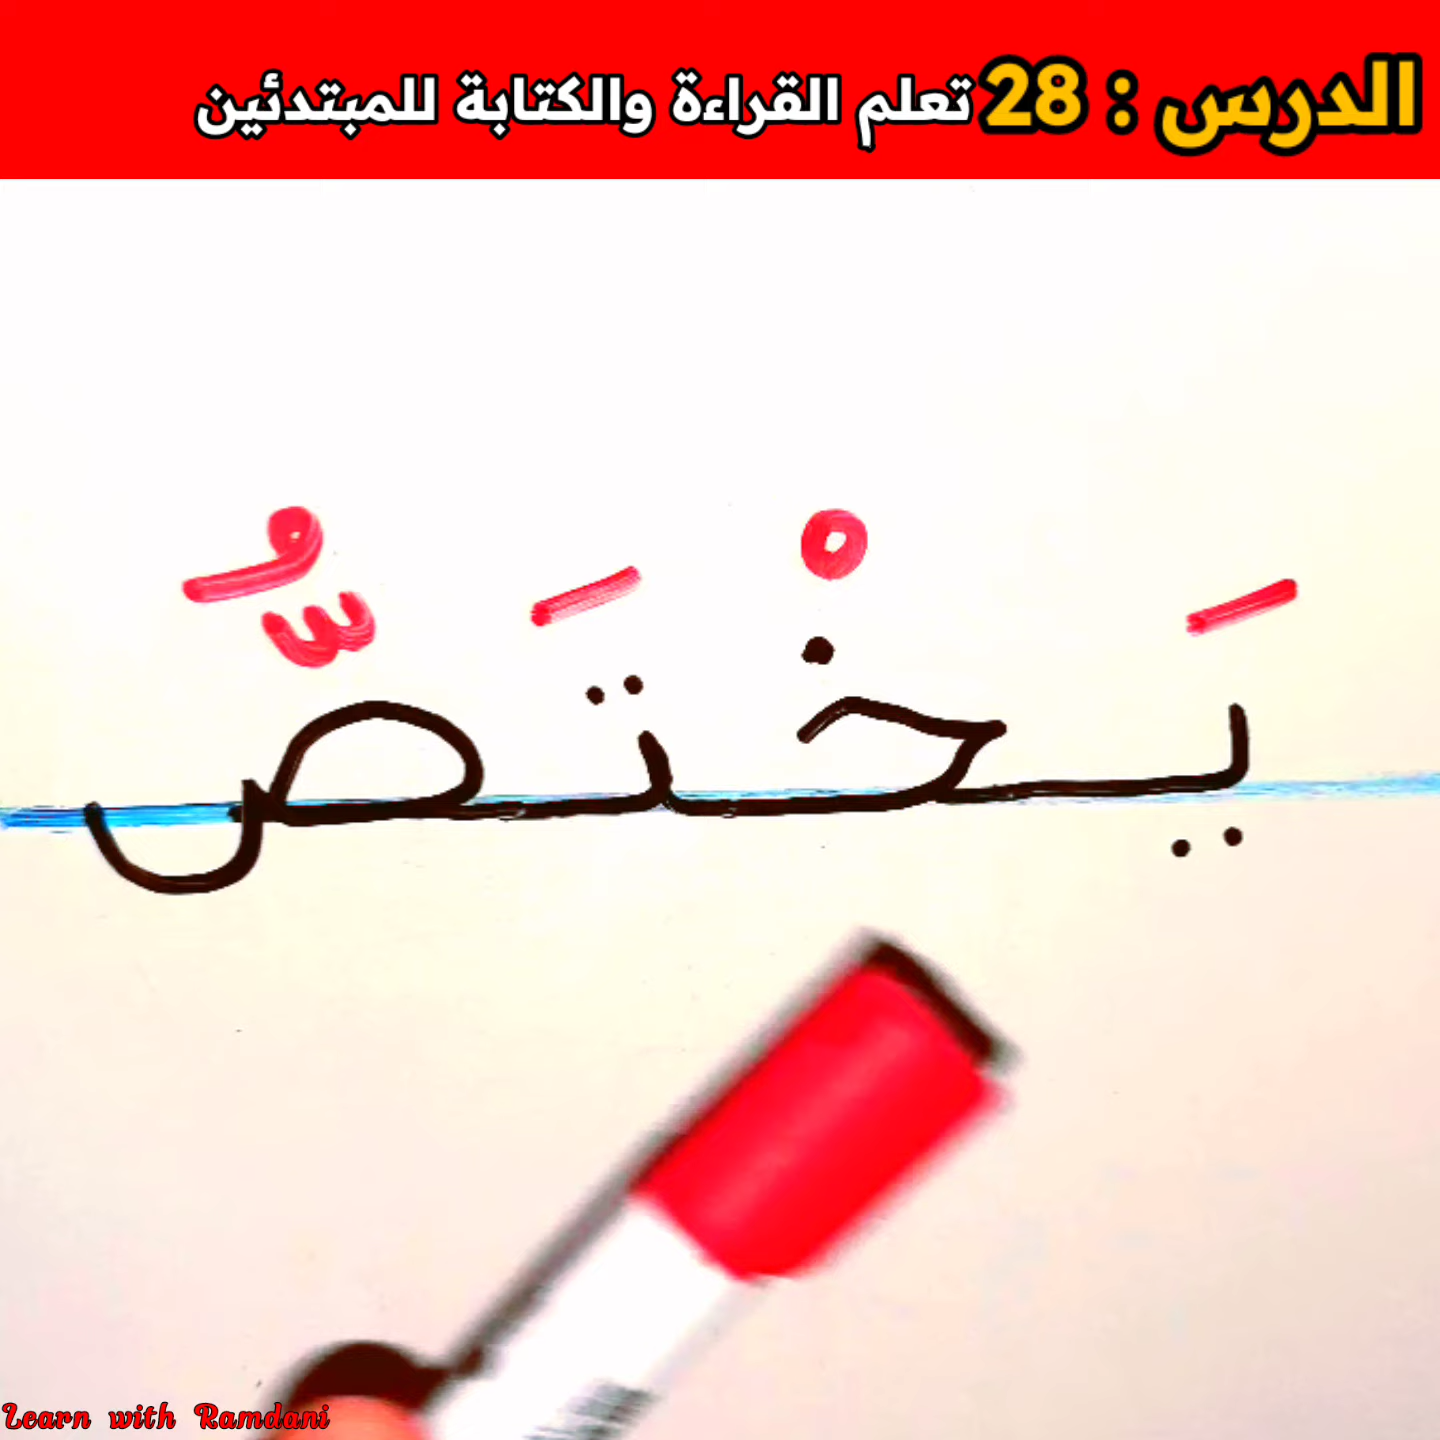 الدرس : 28 تعلم القراءة والكتابة للمبتدئين
يَخْتَصُّ
Learn with Ramdani